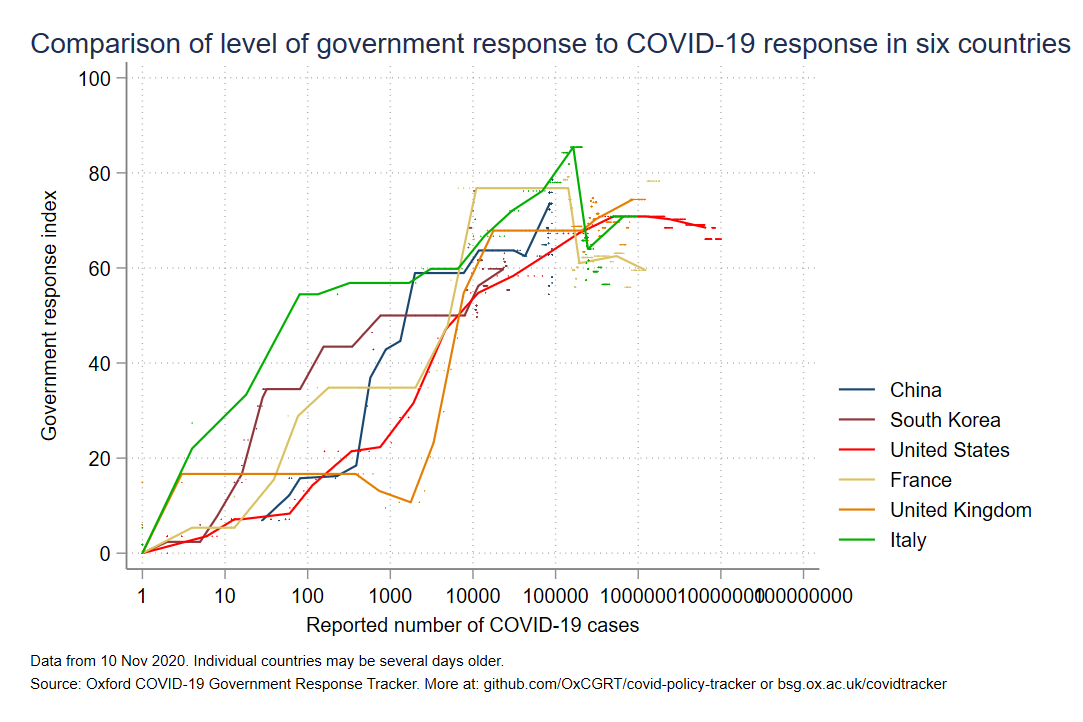 Comparison of level of government response to COVID-19 response in six countries
Government response index
100
80
60
40
20
0
1 10 100 1000 10000 100000 1000000 10000000 100000000
Reported number of COVID-19 cases
China
South Korea
United States
France
United Kingdom
Italy
Data from 10 Nov 2020. Individual countries may be several days older.
Source: Oxford COVID-19 Government Response Tracker. More at: github.com/OxCGRT/covid-policy-tracker or bsg.ox.ac.uk/covidtracker